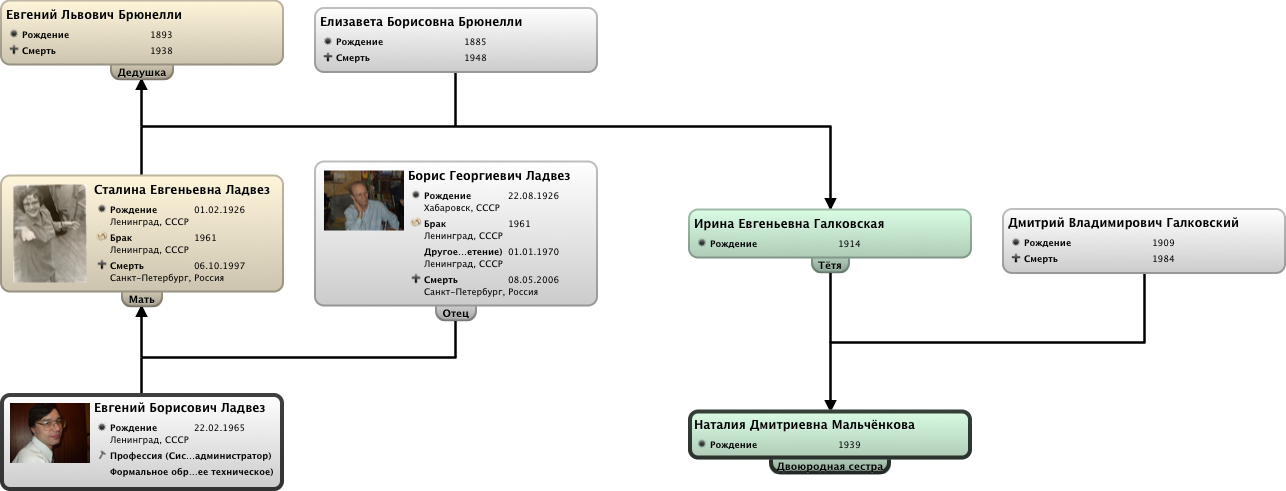 Евгений Львович Брюнелли
Рождение 1893
Смерть 1938
Дедушка
Елизавета Борисовна Брюнелли
Рождение 1885
Смерть 1948
Сталина Евгеньевна Ладвез
Рождение 01.02.1926
Ленинград, СССР
Брак 1961
Ленинград, СССР
Смерть 06.10.1997
Санкт-Петербург, Россия
Мать
Борис Георгиевич Ладвез
Рождение 22.08.1926
Хабаровск, СССР
Брак 1961
Ленинград, СССР
Другое...етение) 01.01.1970
Ленинград, СССР
Смерть 08.05.2006
Санкт-Петербург, Россия
Отец
Ирина Евгеньевна Галковская
Рождение 1914
Тётя
Дмитрий Владимирович Галковский
Рождение 1909
Смерть 1984
Евгений Борисович Ладвез
Рождение 22.02.1965
Ленинград, СССР
Профессия (Сис...администратор)
Формальное обр...ее техническое)
Наталия Дмитриевна Мальчёнкова
Рождение 1939
Двоюродная сестра